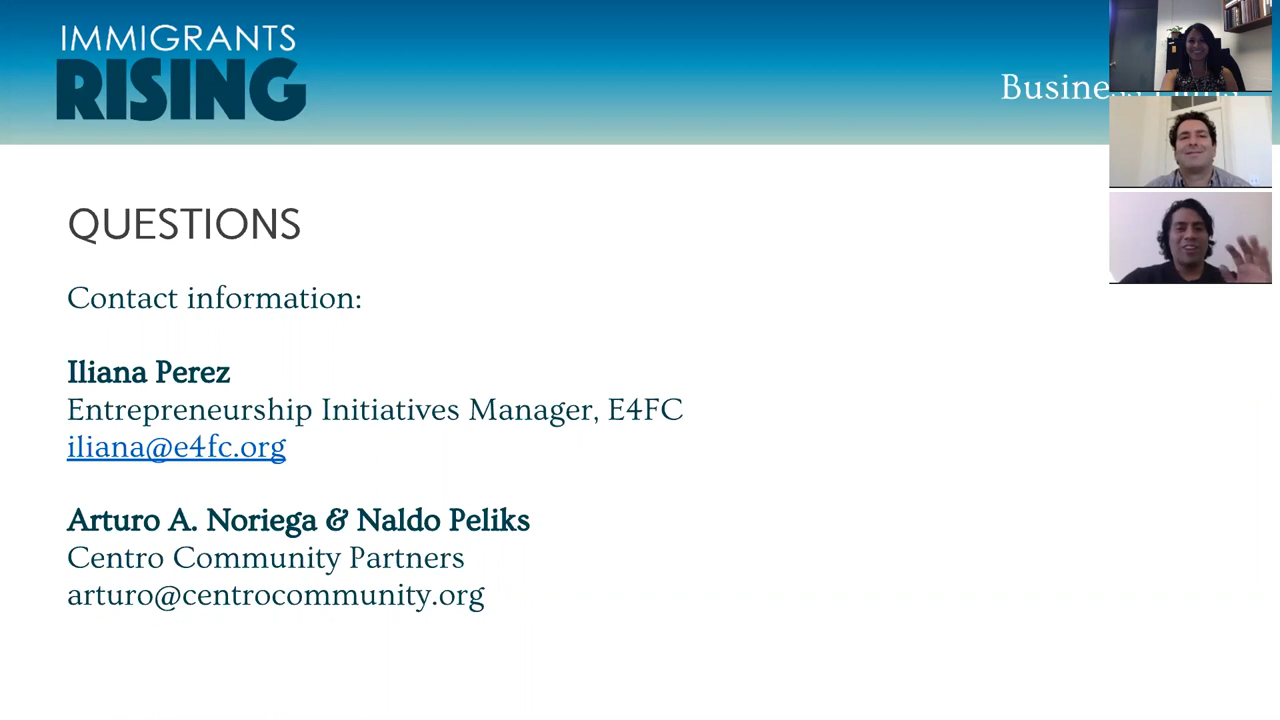 IMMIGRANTS
RISING
QUESTIONS
Contact information:
Iliana Perez
Entrepreneurship Initiatives Manager, E4FC
iliana@e4fc.org
Arturo A. Noriega & Naldo Peliks
Centro Community Partners
arturo@centrocommunity.org